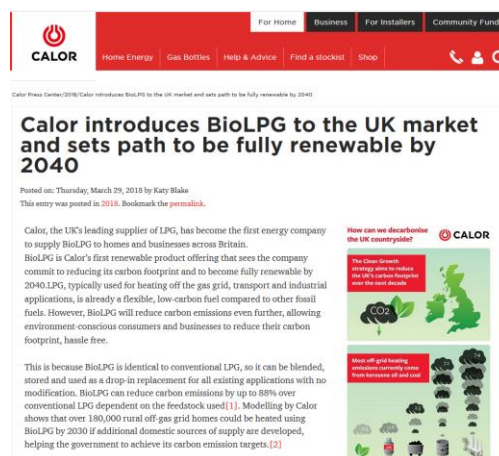 For Home
Business
For Installers
Community Fund
CALOR
Home Energy
Gas Bottles
Help & Advice
Find a stockist
Shop
Calor Press Center/2018/Calor introduces BioLPG to the UK market and sets path to be fully renewable by 2040
Calor introduces BioLPG to the UK market
and sets path to be fully renewable by
2040
Posted on: Thursday, March 29, 2018 by Katy Blake
This entry was posted in 2018. Bookmark the permalink.
Calor, the UK's leading supplier of LPG, has become the first energy company
to supply BioLPG to homes and businesses across Britain.
BioLPG is Calor's first renewable product offering that sees the company
commit to reducing its carbon footprint and to become fully renewable by
2040.LPG, typically used for heating off the gas grid, transport and industrial
applications, is already a flexible, low-carbon fuel compared to other fossil
fuels. However, BioLPG will reduce carbon emissions even further, allowing
environment-conscious consumers and businesses to reduce their carbon
footprint, hassle free.
This is because BioLPG is identical to conventional LPG, so it can be blended,
stored and used as a drop-in replacement for all existing applications with no
modification. BioLPG can reduce carbon emissions by up to 88% over
conventional LPG dependent on the feedstock used[1]. Modelling by Calor
shows that over 180,000 rural off-gas grid homes could be heated using
BioLPG by 2030 if additional domestic sources of supply are developed,
helping the government to achieve its carbon emission targets.[2]
How can we decarbonise
the UK countryside?
CALOR
The Clean Growth
strategy aims to reduce
the UK's carbon footprint
over the next decade
CO2
Most off-grid heating
emissions currently come
from kerosene oil and coal